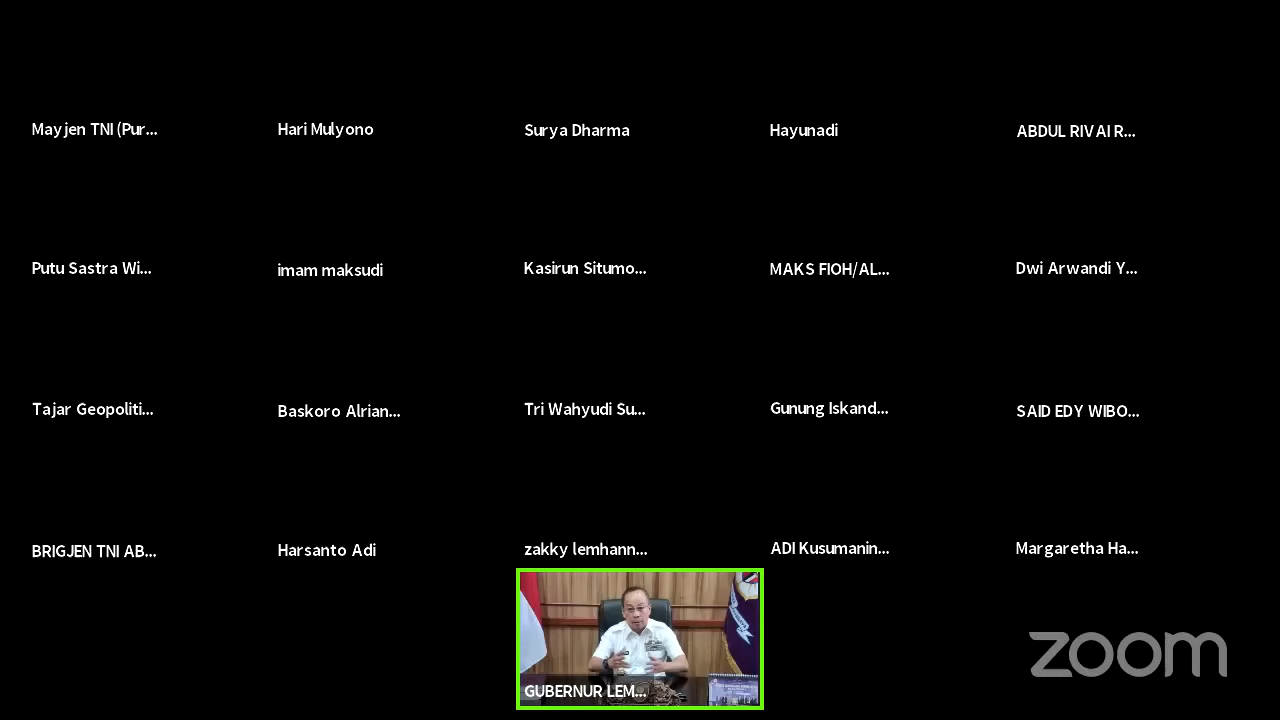 Mayjen TNI (Pur...
Hari Mulyono
Surya Dharma
Hayunadi
ABDUL RIVAI R...
Putu Sastra Wi...
imam maksudi
Kasirun Situmo...
MAKS FIOH/AL...
Dwi Arwandi Y...
Tajar Geopoliti...
Baskoro Alrian...
Tri Wahyudi Su...
Gunung Iskand...
SAID EDY WIBO...
BRIGJEN TNI AB...
Harsanto Adi
zakky lemhann...
ADI Kusumanin...
Margaretha Ha...
GUBERNUR LEM...
zoom